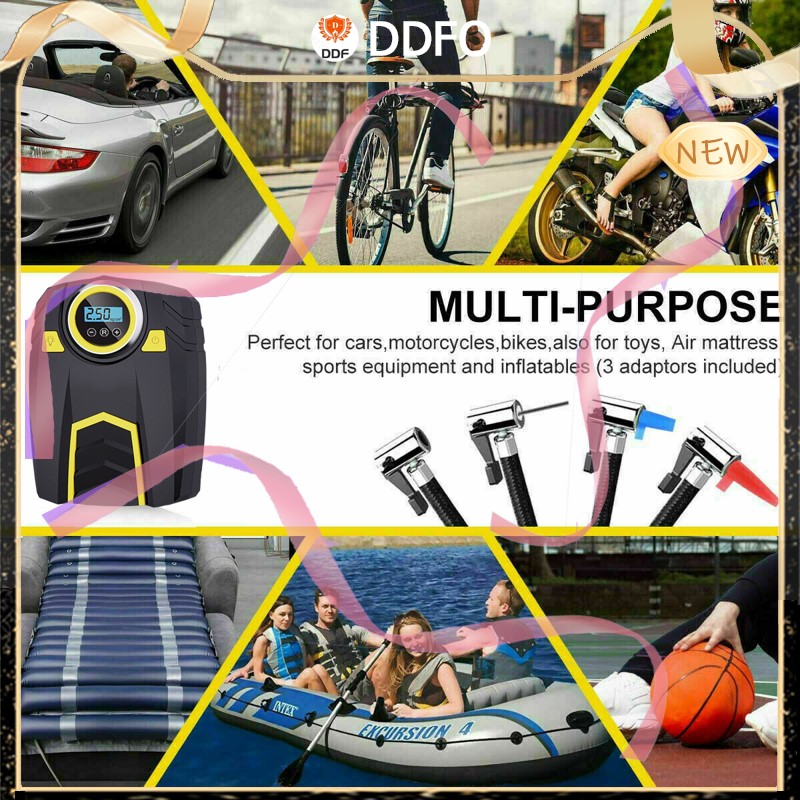 DDF
DDFO
NEW
2.50
R
MULTI-PURPOSE
Perfect for cars,motorcycles,bikes,also for toys, Air mattress
sports equipment and inflatables (3 adaptors included)
INTEX
EXCURSION 4